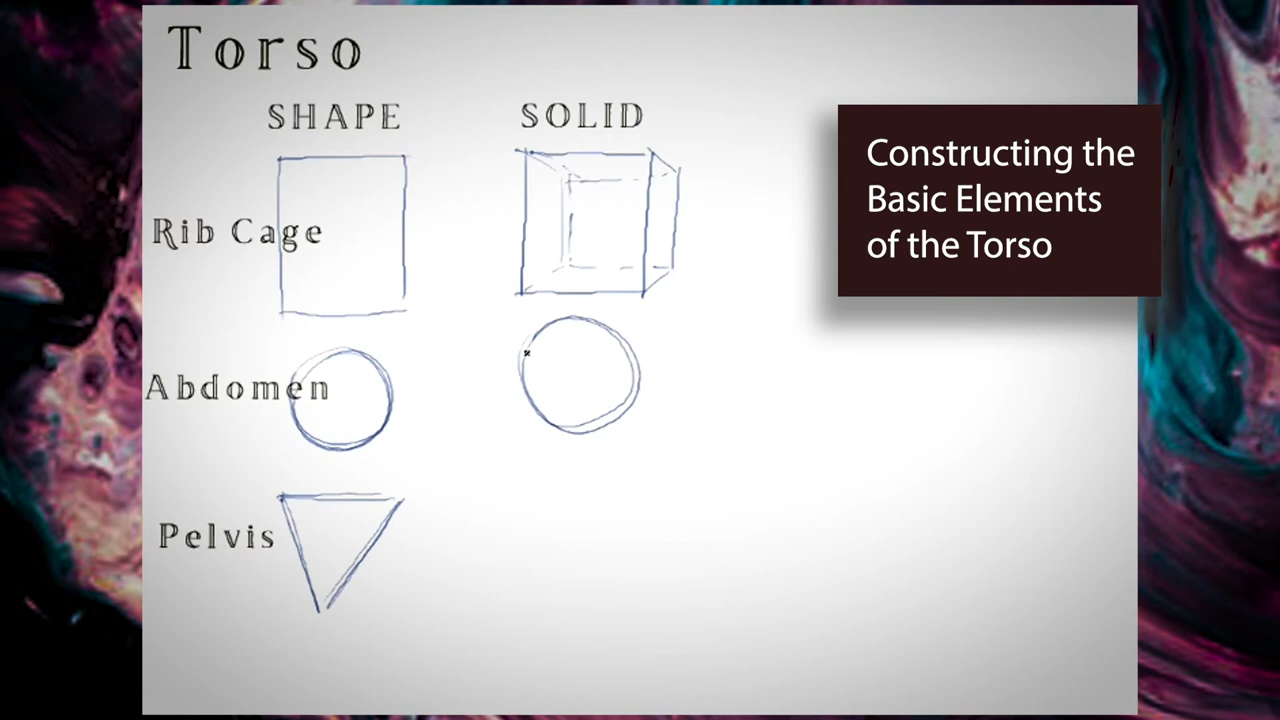 Torso
SHAPE SOLID
Constructing the
Basic Elements
of the Torso
Rib Cage
Abdomen
Pelvis